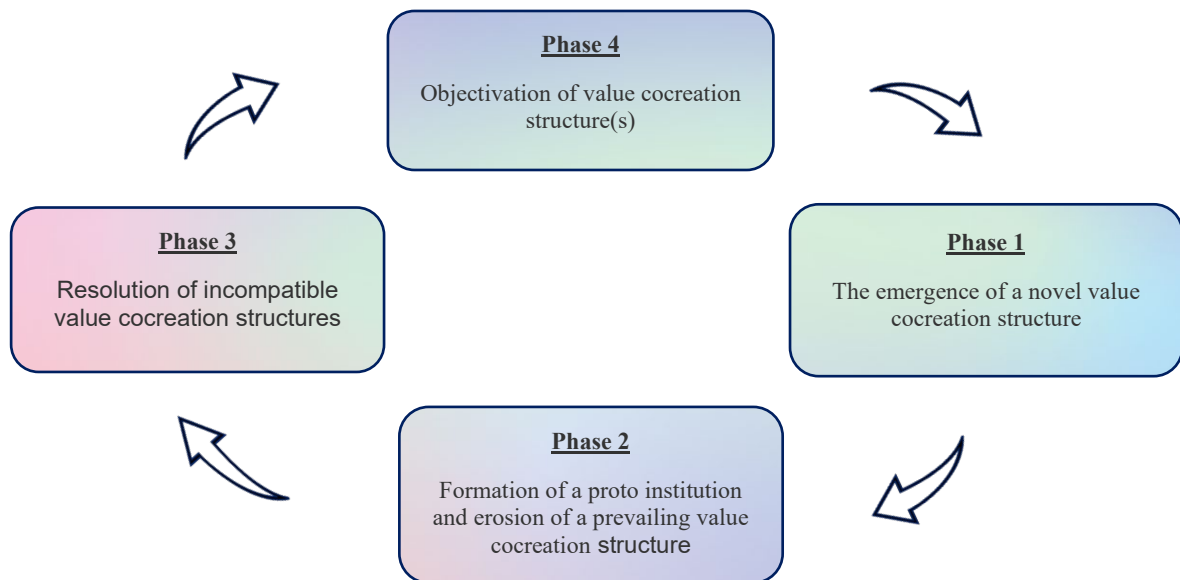 Phase 4
Objectivation of value cocreation
structure(s)
Phase 3
Resolution of incompatible
value cocreation structures
Phase 1
The emergence of a novel value
cocreation structure
Phase 2
Formation of a proto institution
and erosion of a prevailing value
cocreation structure